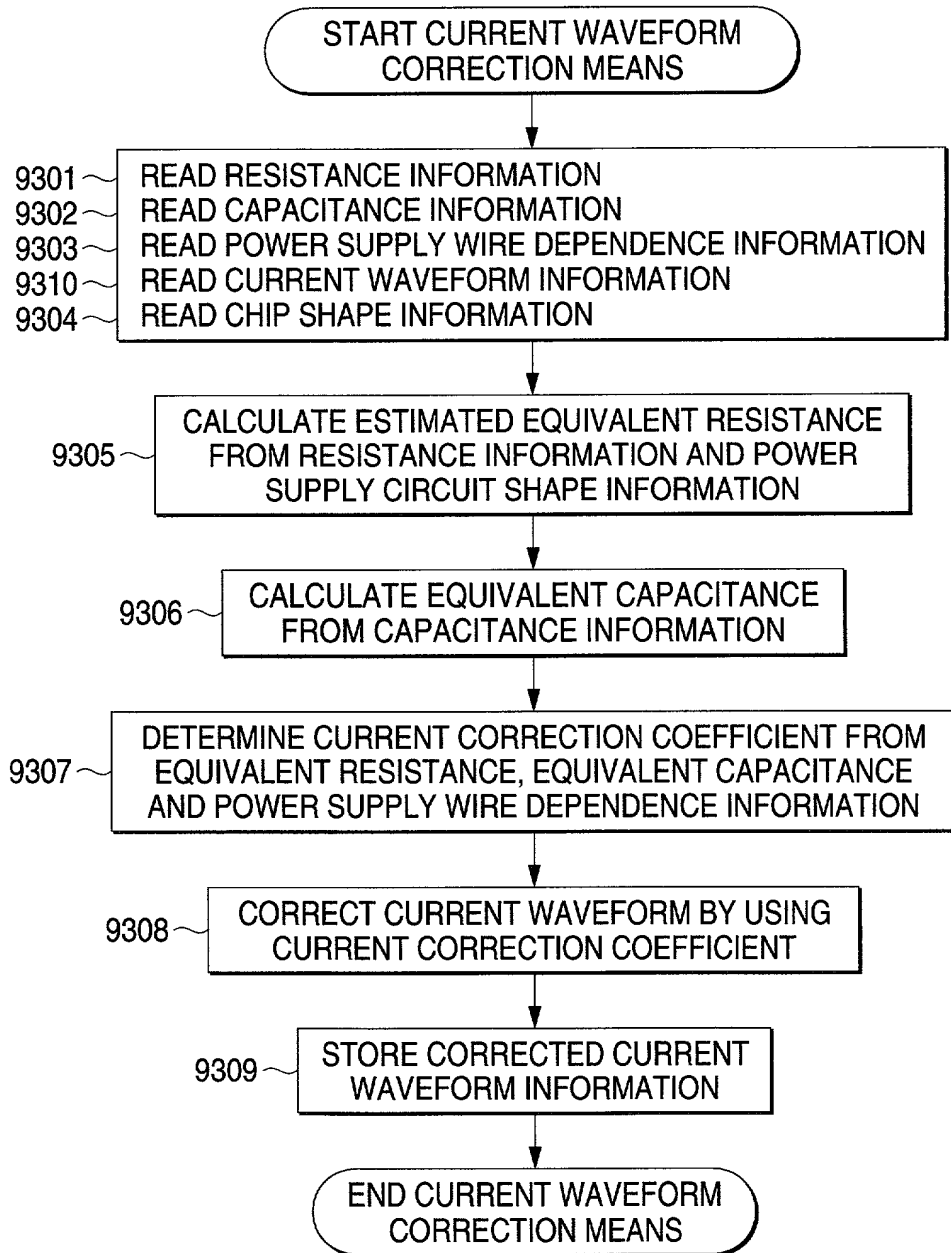 START CURRENT WAVEFORM
CORRECTION MEANS
9301 READ RESISTANCE INFORMATION
9302 READ CAPACITANCE INFORMATION
9303 READ POWER SUPPLY WIRE DEPENDENCE INFORMATION
9310 READ CURRENT WAVEFORM INFORMATION
9304 READ CHIP SHAPE INFORMATION
CALCULATE ESTIMATED EQUIVALENT RESISTANCE
9305 FROM RESISTANCE INFORMATION AND POWER
SUPPLY CIRCUIT SHAPE INFORMATION
CALCULATE EQUIVALENT CAPACITANCE
9306 FROM CAPACITANCE INFORMATION
DETERMINE CURRENT CORRECTION COEFFICIENT FROM
9307 EQUIVALENT RESISTANCE, EQUIVALENT CAPACITANCE
AND POWER SUPPLY WIRE DEPENDENCE INFORMATION
CORRECT CURRENT WAVEFORM BY USING
9308 CURRENT CORRECTION COEFFICIENT
STORE CORRECTED CURRENT
9309 WAVEFORM INFORMATION
END CURRENT WAVEFORM
CORRECTION MEANS